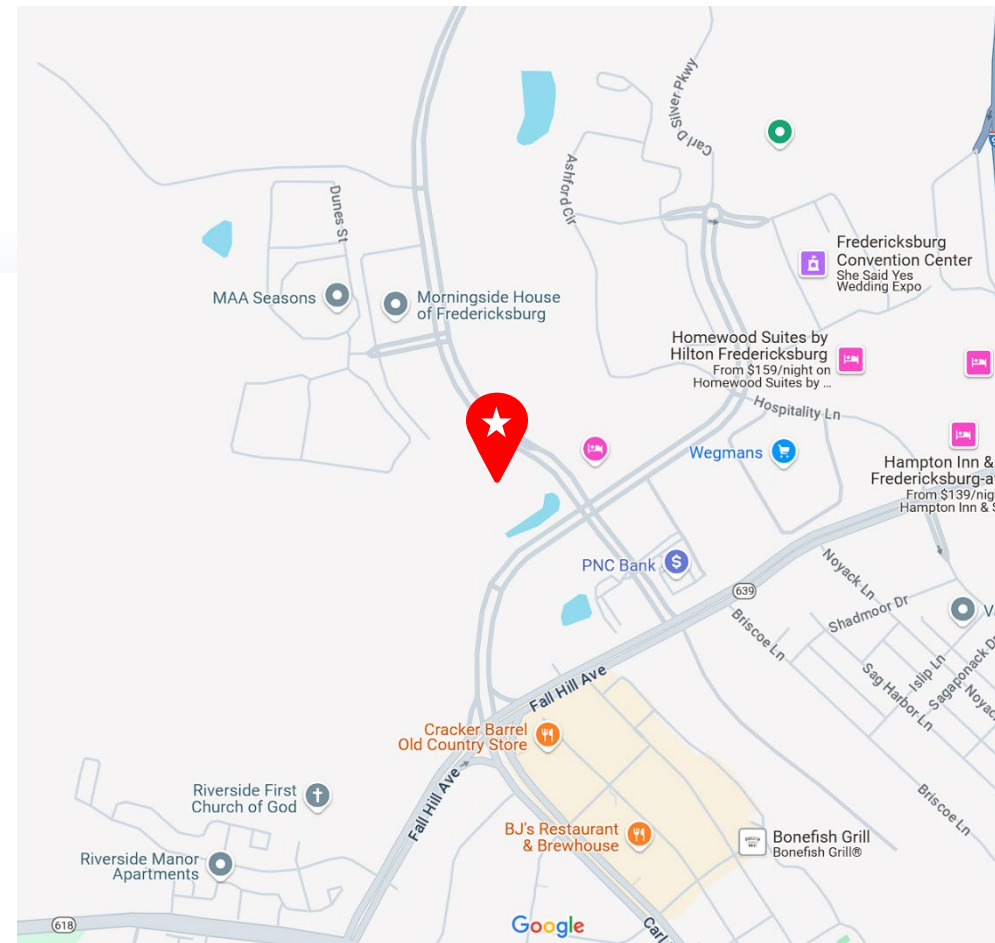 Carl D Silver Pkwy
Ashford Cir
Dunes St
Fredericksburg
Convention Center
She Said Yes
Wedding Expo
MAA Seasons
Morningside House
of Fredericksburg
Homewood Suites by
Hilton Fredericksburg
From $159/night on
Homewood Suites by ...
Hospitality Ln
Wegmans
Hampton Inn &
Fredericksburg-a
From $139/nig
Hampton Inn &
PNC Bank
639
Noyack Ln
Shadmoor Dr
Briscoe Ln
Islip Ln
Sag Harbor Ln
Sagaponack D
Noyac
Fall Hill Ave
Cracker Barrel
Old Country Store
Fall Hill Ave
Riverside First
Church of God
Briscoe Ln
BJ's Restaurant
& Brewhouse
Bonefish Grill
Bonefish Grill®
Riverside Manor
Apartments
618
Google
Carl